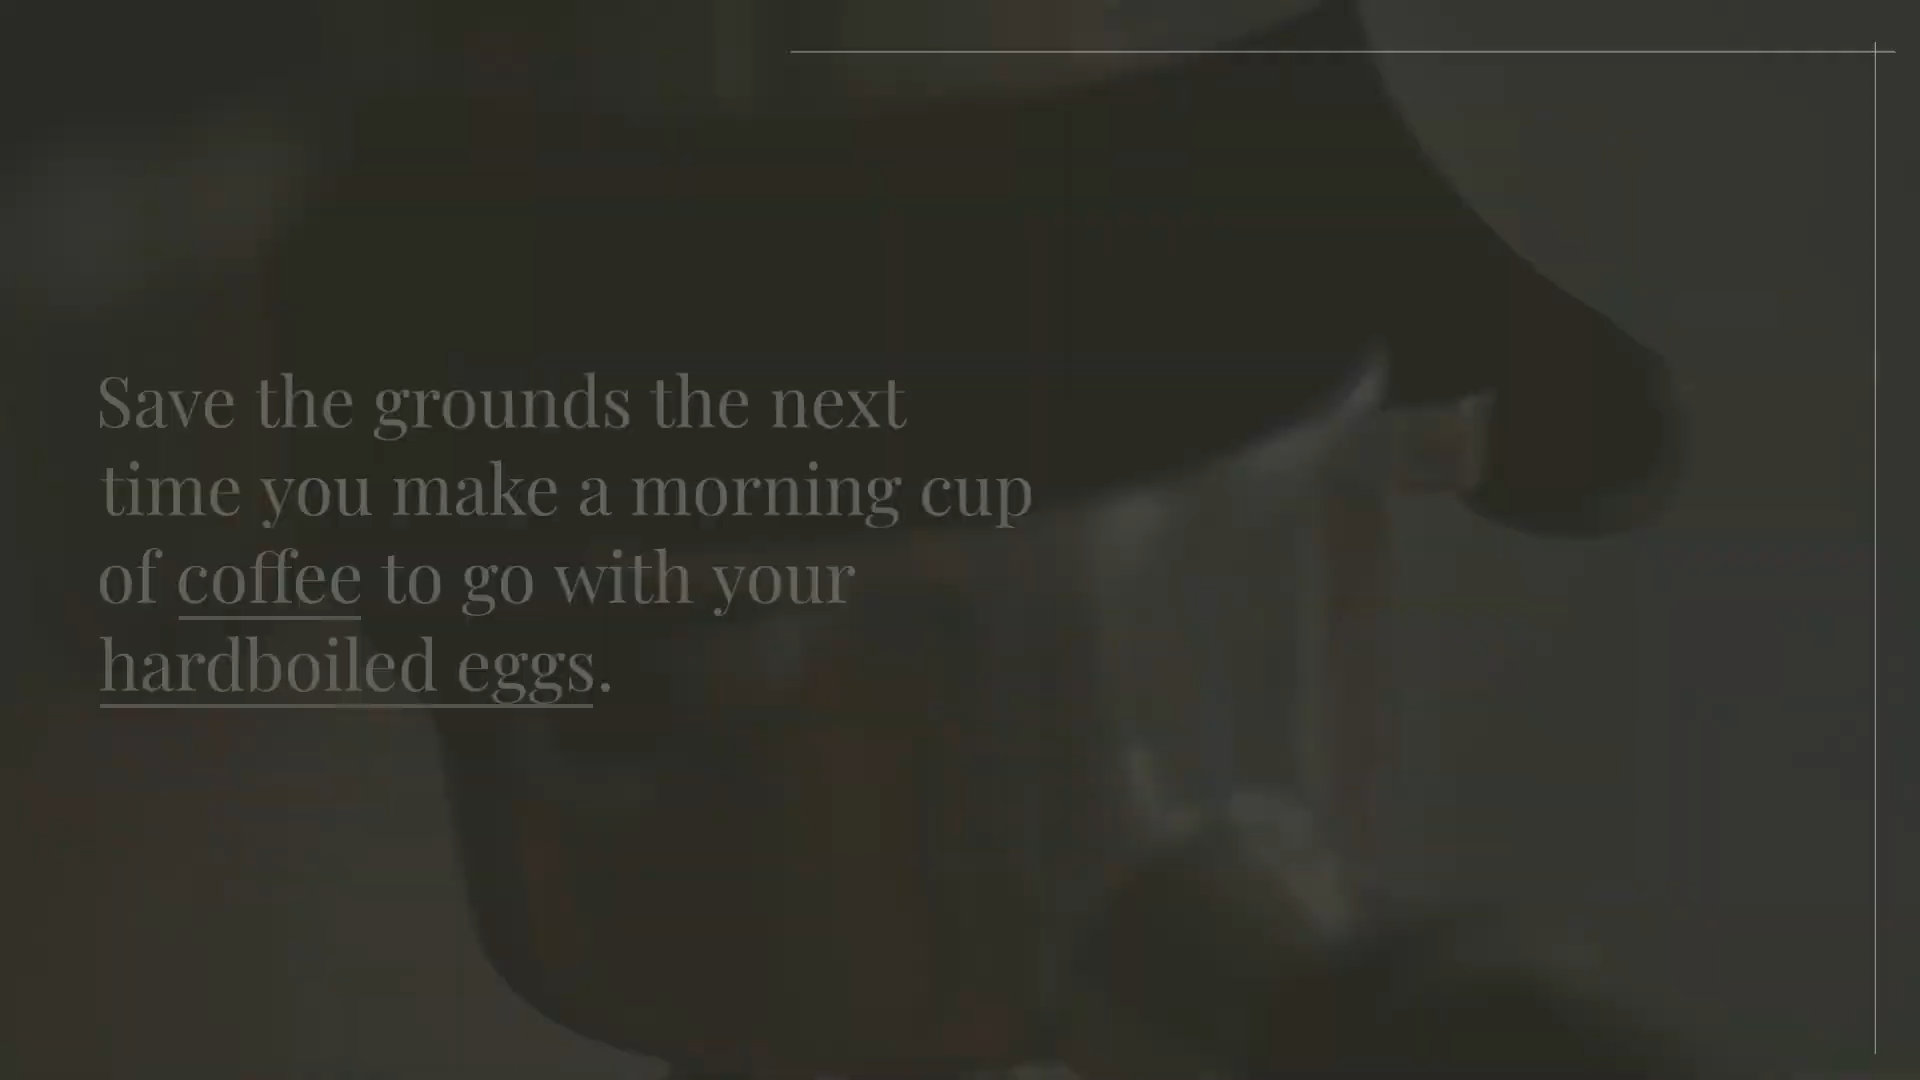 Save the grounds the next
time you make a morning cup
of coffee to go with your
hardboiled eggs.